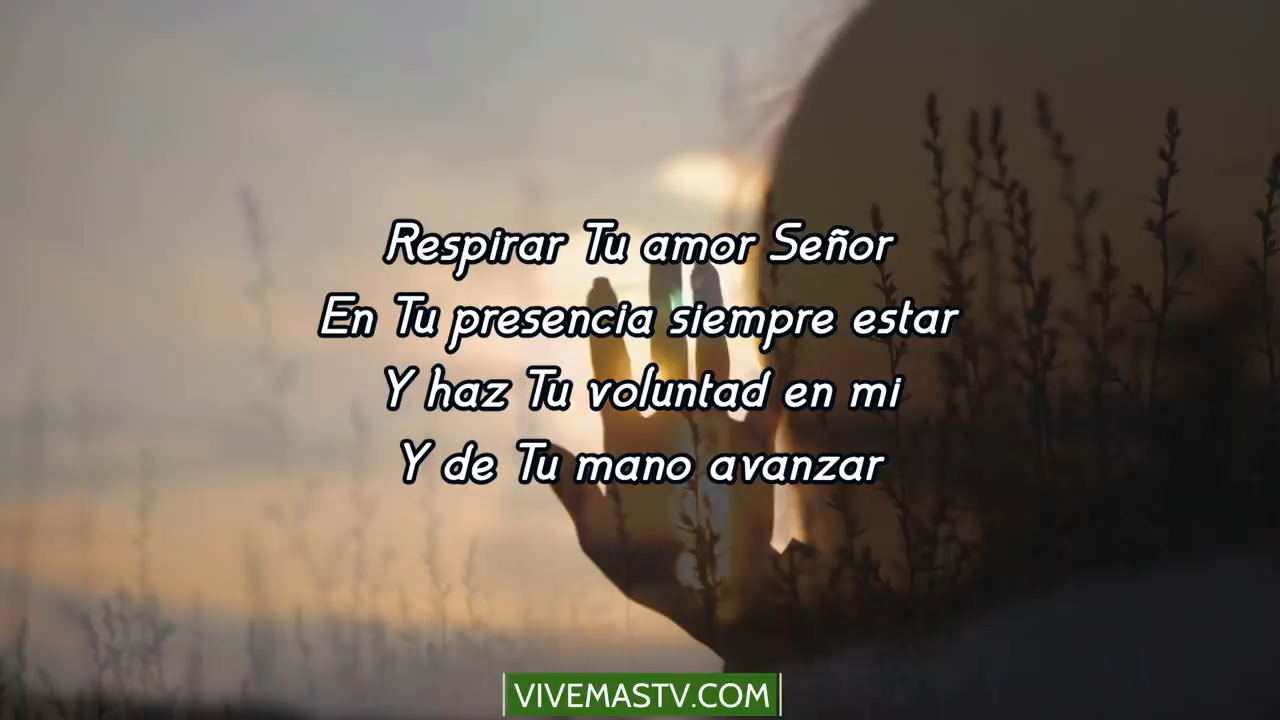 Respirar Tu amor Señor
En Tu presencia siempre estar
Y haz Tu voluntad en mi
Y de Tu mano avanzar
VIVEMASTV.COM